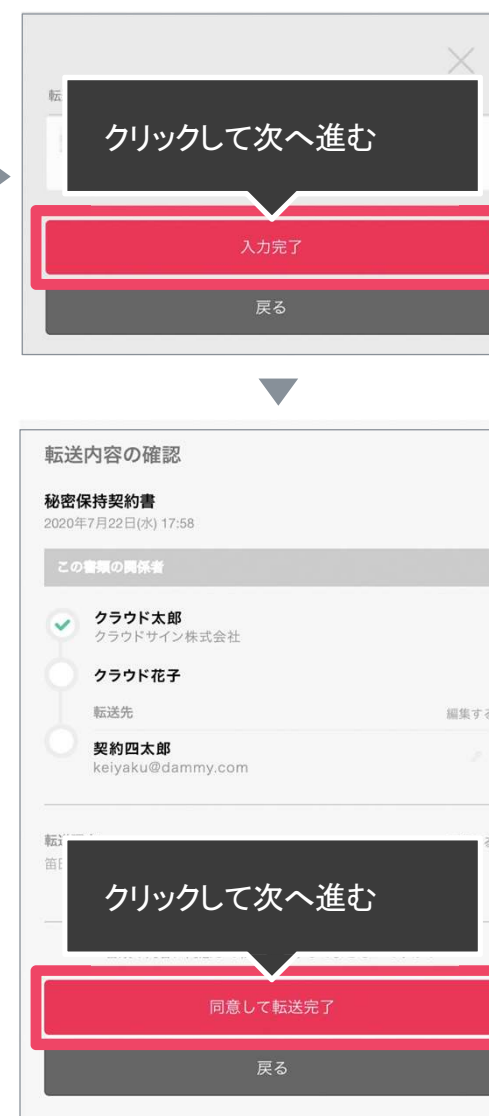 転
クリックして次へ進む
入力完了
戻る
転送内容の確認
秘密保持契約書
2020年7月22日(水) 17:58
この書類の関係者
クラウド太郎
クラウドサイン株式会社
クラウド花子
転送先
編集する
契約四太郎
keiyaku@dammy.com
転送
クリックして次へ進む
同意して転送完了
戻る